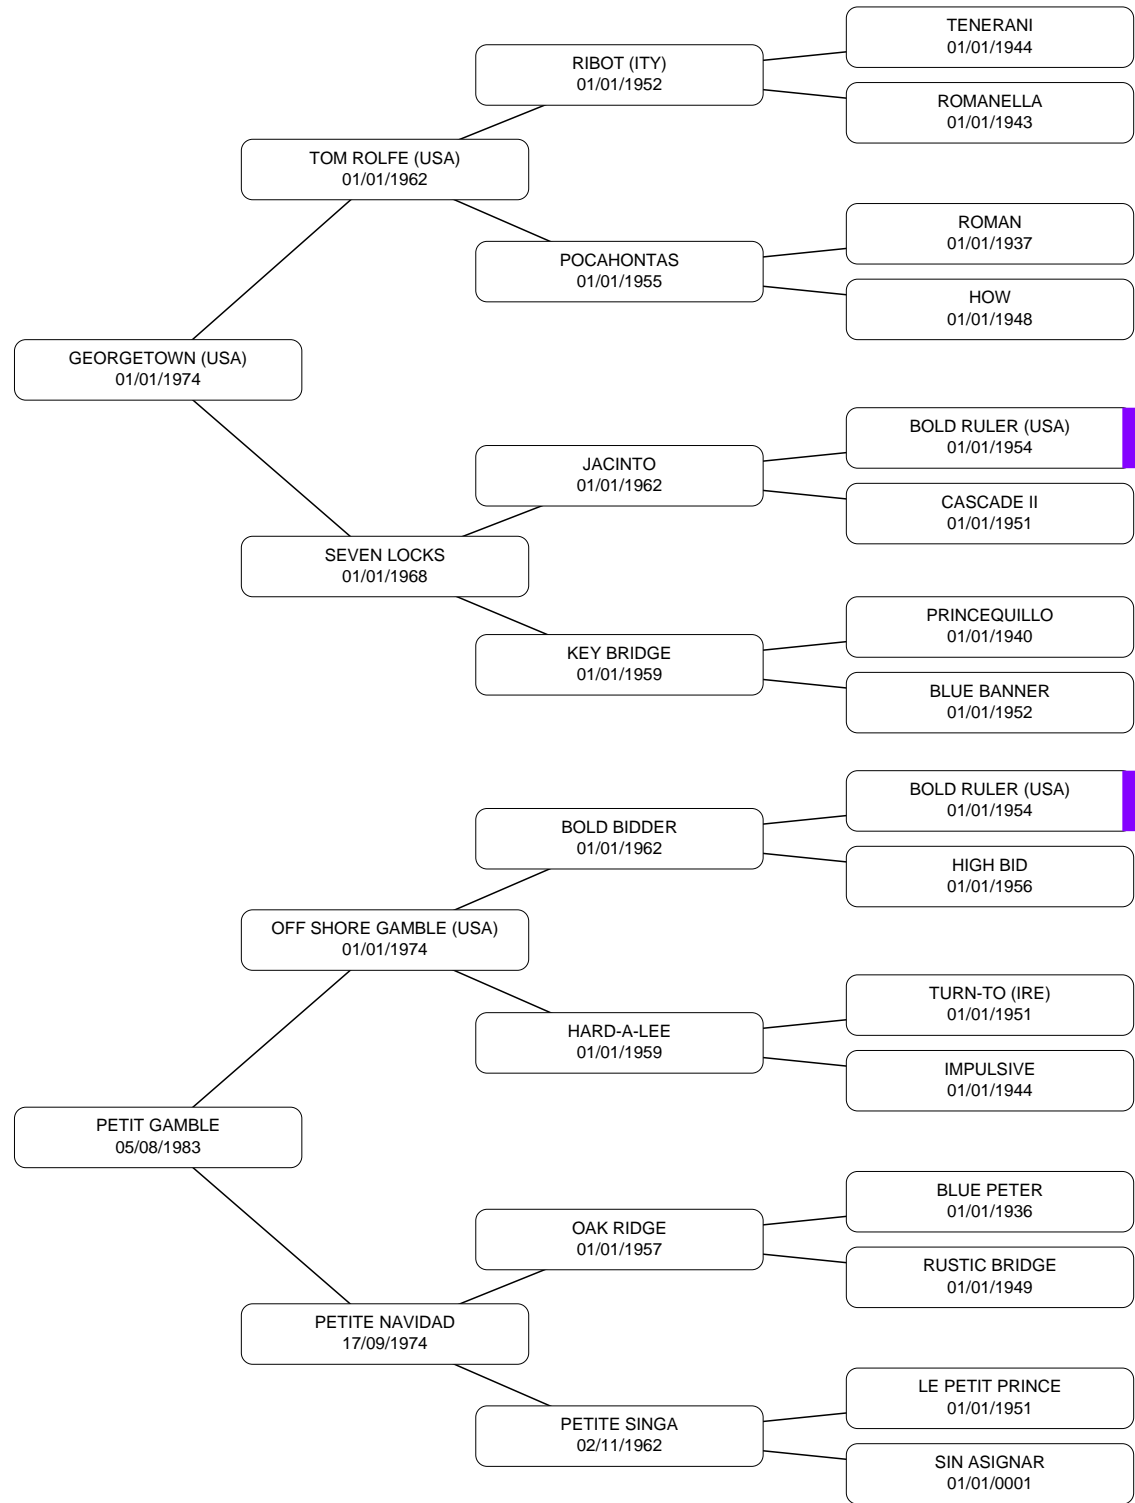 TENERANI
01/01/1944
RIBOT (ITY)
01/01/1952
ROMANELLA
01/01/1943
TOM ROLFE (USA)
01/01/1962
ROMAN
01/01/1937
POCAHONTAS
01/01/1955
HOW
01/01/1948
GEORGETOWN (USA)
01/01/1974
BOLD RULER (USA)
01/01/1954
JACINTO
01/01/1962
CASCADE II
01/01/1951
SEVEN LOCKS
01/01/1968
PRINCEQUILLO
01/01/1940
KEY BRIDGE
01/01/1959
BLUE BANNER
01/01/1952
BOLD RULER (USA)
01/01/1954
BOLD BIDDER
01/01/1962
HIGH BID
01/01/1956
OFF SHORE GAMBLE (USA)
01/01/1974
TURN-TO (IRE)
01/01/1951
HARD-A-LEE
01/01/1959
IMPULSIVE
01/01/1944
PETIT GAMBLE
05/08/1983
BLUE PETER
01/01/1936
OAK RIDGE
01/01/1957
RUSTIC BRIDGE
01/01/1949
PETITE NAVIDAD
17/09/1974
LE PETIT PRINCE
01/01/1951
PETITE SINGA
02/11/1962
SIN ASIGNAR
01/01/0001